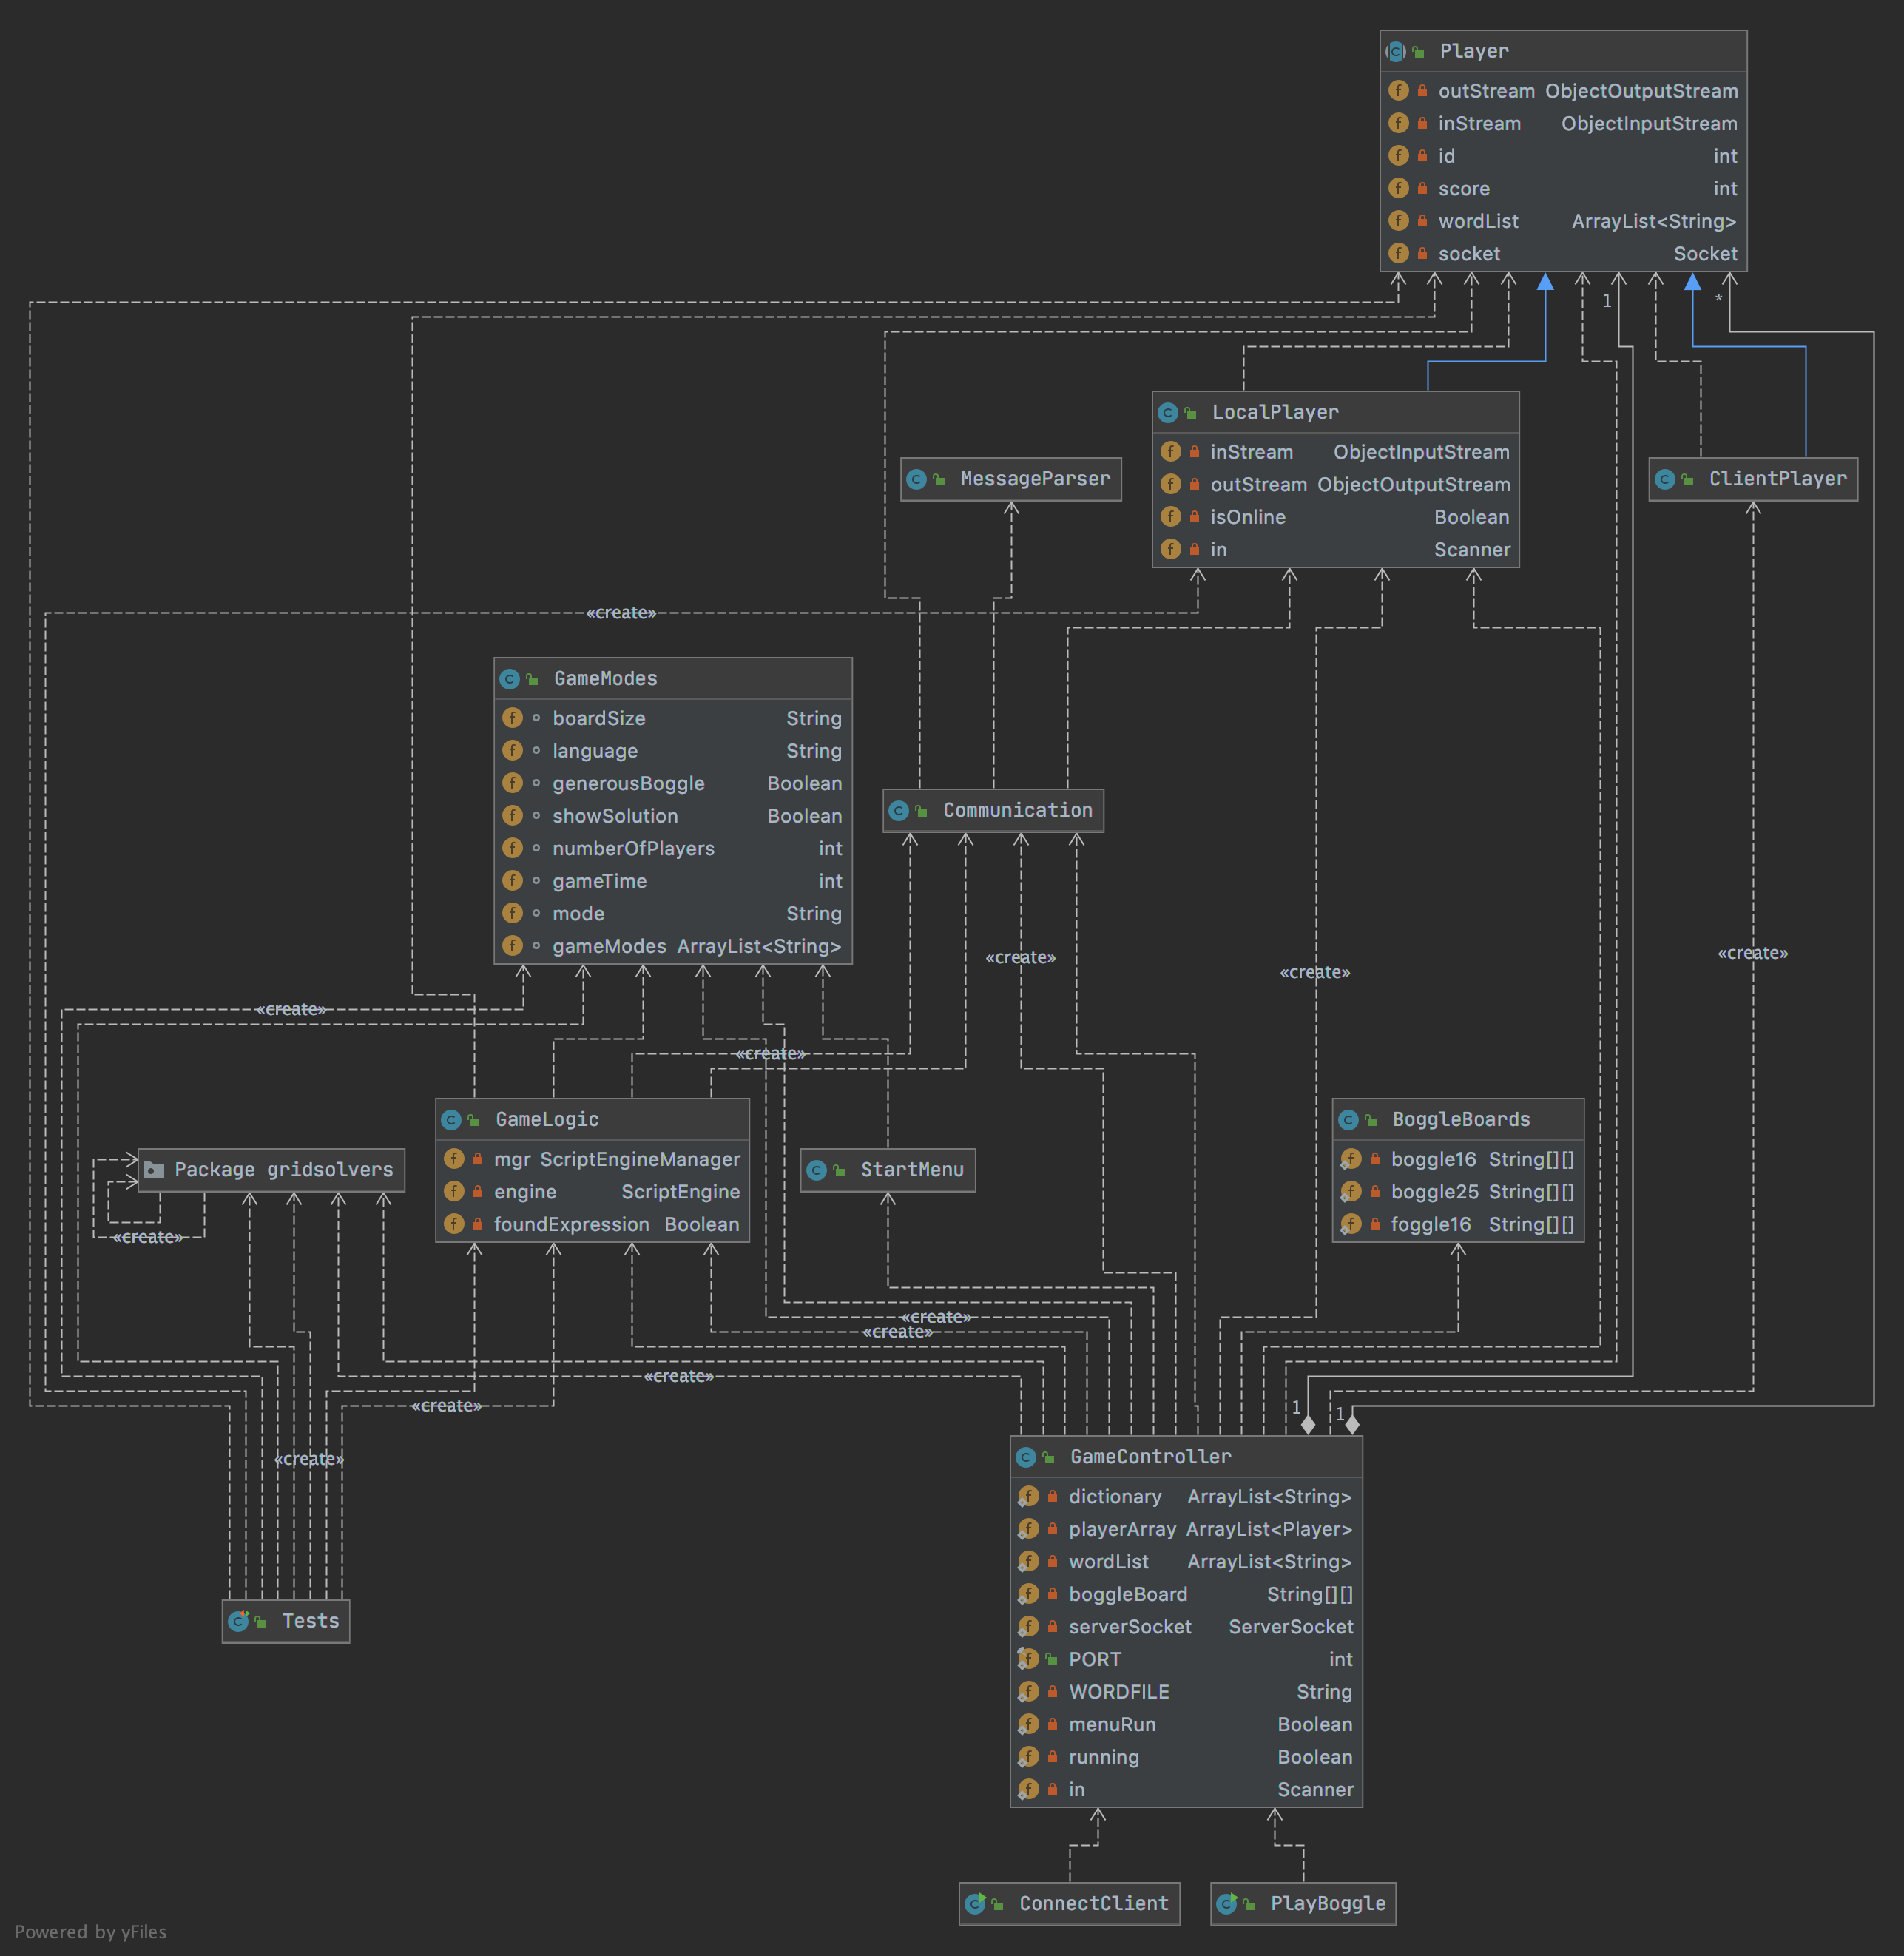 Player
outStream ObjectOutputStream
inStream ObjectInputStream
id int
score int
wordList ArrayList<String>
socket Socket
1 *
LocalPlayer
inStream ObjectInputStream
outStream ObjectOutputStream
isOnline Boolean
in Scanner
MessageParser
ClientPlayer
«create»
GameModes
boardSize String
language String
generousBoggle Boolean
showSolution Boolean
numberOfPlayers int
gameTime int
mode String
gameModes ArrayList<String>
Communication
«create»
«create»
«create»
«create»
«create»
GameLogic
mgr ScriptEngineManager
engine ScriptEngine
foundExpression Boolean
BoggleBoards
boggle16 String[][]
boggle25 String[][]
foggle16 String[][]
Package gridsolvers
StartMenu
«create»
«create»
«create»
«create»
«create»
1 1
«create»
GameController
dictionary ArrayList<String>
playerArray ArrayList<Player>
wordList ArrayList<String>
boggleBoard String[][]
serverSocket ServerSocket
PORT int
WORDFILE String
menuRun Boolean
running Boolean
in Scanner
Tests
ConnectClient
PlayBoggle
Powered by yFiles